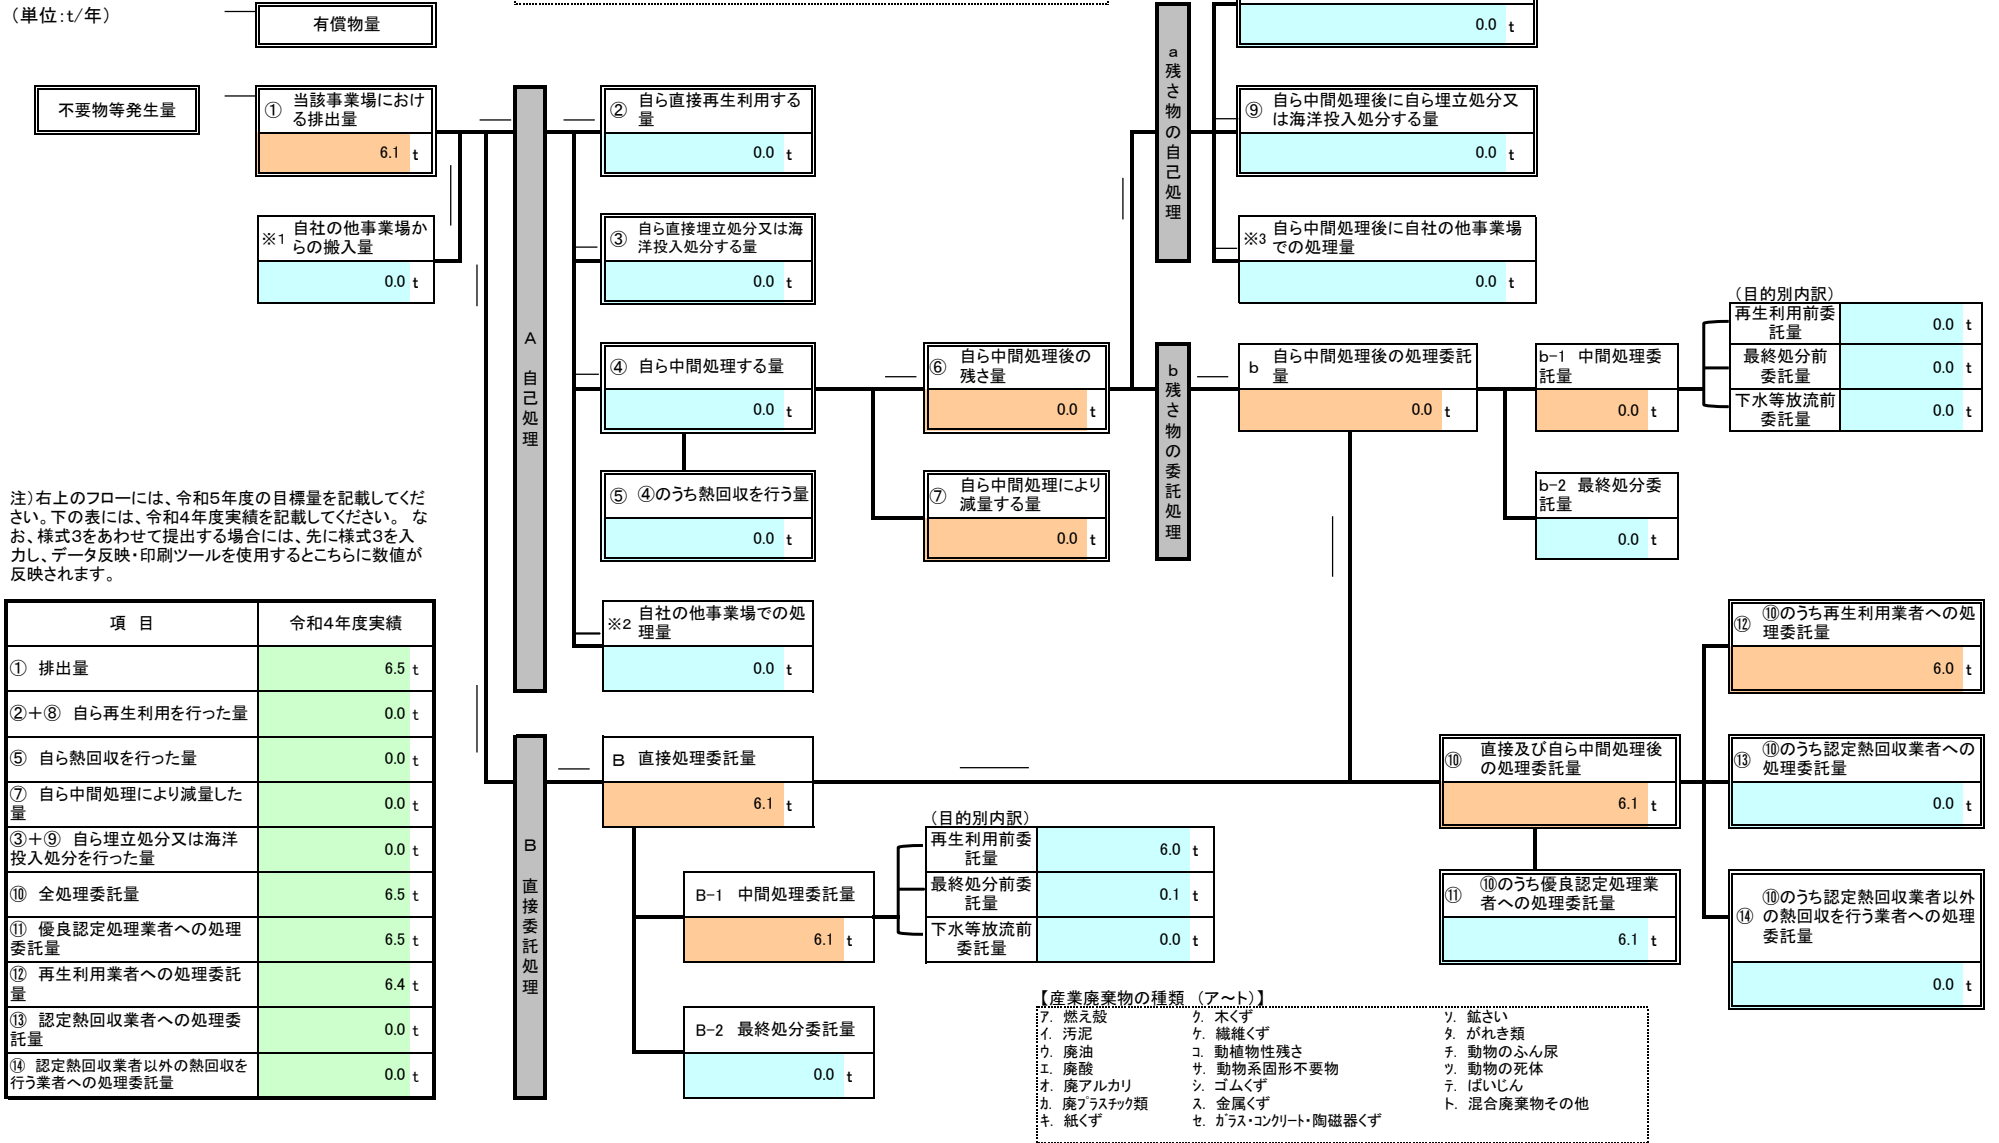 （単位:t/年）
有償物量
不要物等発生量
① 当該事業場におけ
る排出量
6.1 t
※1 自社の他事業場か
らの搬入量
0.0 t
A 自己処理
② 自ら直接再生利用する
量
0.0 t
③ 自ら直接埋立処分又は海
洋投入処分する量
0.0 t
④ 自ら中間処理する量
0.0 t
⑤ ④のうち熱回収を行う量
0.0 t
※2 自社の他事業場での処
理量
0.0 t
⑥ 自ら中間処理後の
残さ量
0.0 t
⑦ 自ら中間処理により
減量する量
0.0 t
a 残さ物の自己処理
0.0 t
⑨ 自ら中間処理後に自ら埋立処分又
は海洋投入処分する量
0.0 t
※3 自ら中間処理後に自社の他事業場
での処理量
0.0 t
b 残さ物の委託処理
b 自ら中間処理後の処理委託
量
0.0 t
b-1 中間処理委
託量
0.0 t
（目的別内訳）
再生利用前委
託量
0.0 t
最終処分前
委託量
0.0 t
下水等放流前
委託量
0.0 t
b-2 最終処分委
託量
0.0 t
注）右上のフローには、令和5年度の目標量を記載してくだ
さい。下の表には、令和4年度実績を記載してください。 な
お、様式3をあわせて提出する場合には、先に様式3を入
力し、データ反映・印刷ツールを使用するとこちらに数値が
反映されます。
項 目 令和4年度実績
① 排出量 6.5 t
②＋⑧ 自ら再生利用を行った量 0.0 t
⑤ 自ら熱回収を行った量 0.0 t
⑦ 自ら中間処理により減量した
量 0.0 t
③＋⑨ 自ら埋立処分又は海洋
投入処分を行った量 0.0 t
⑩ 全処理委託量 6.5 t
⑪ 優良認定処理業者への処理
委託量 6.5 t
⑫ 再生利用業者への処理委託
量 6.4 t
⑬ 認定熱回収業者への処理委
託量 0.0 t
⑭ 認定熱回収業者以外の熱回収を
行う業者への処理委託量 0.0 t
B 直接委託処理
B 直接処理委託量
6.1 t
B-1 中間処理委託量
6.1 t
（目的別内訳）
再生利用前委
託量
6.0 t
最終処分前委
託量
0.1 t
下水等放流前
委託量
0.0 t
B-2 最終処分委託量
0.0 t
⑩ 直接及び自ら中間処理後
の処理委託量
6.1 t
⑪ ⑩のうち優良認定処理業
者への処理委託量
6.1 t
⑫ ⑩のうち再生利用業者への処
理委託量
6.0 t
⑬ ⑩のうち認定熱回収業者への
処理委託量
0.0 t
⑭ ⑩のうち認定熱回収業者以外
の熱回収を行う業者への処理
委託量
0.0 t
【産業廃棄物の種類 （ア～ト）】
ア. 燃え殻 ク. 木くず ソ. 鉱さい
イ. 汚泥 ケ. 繊維くず タ. がれき類
ウ. 廃油 コ. 動植物性残さ チ. 動物のふん尿
エ. 廃酸 サ. 動物系固形不要物 ツ. 動物の死体
オ. 廃アルカリ シ. ゴムくず テ. ばいじん
カ. 廃プラスチック類 ス. 金属くず ト. 混合廃棄物その他
キ. 紙くず セ. ガラス・コンクリート・陶磁器くず